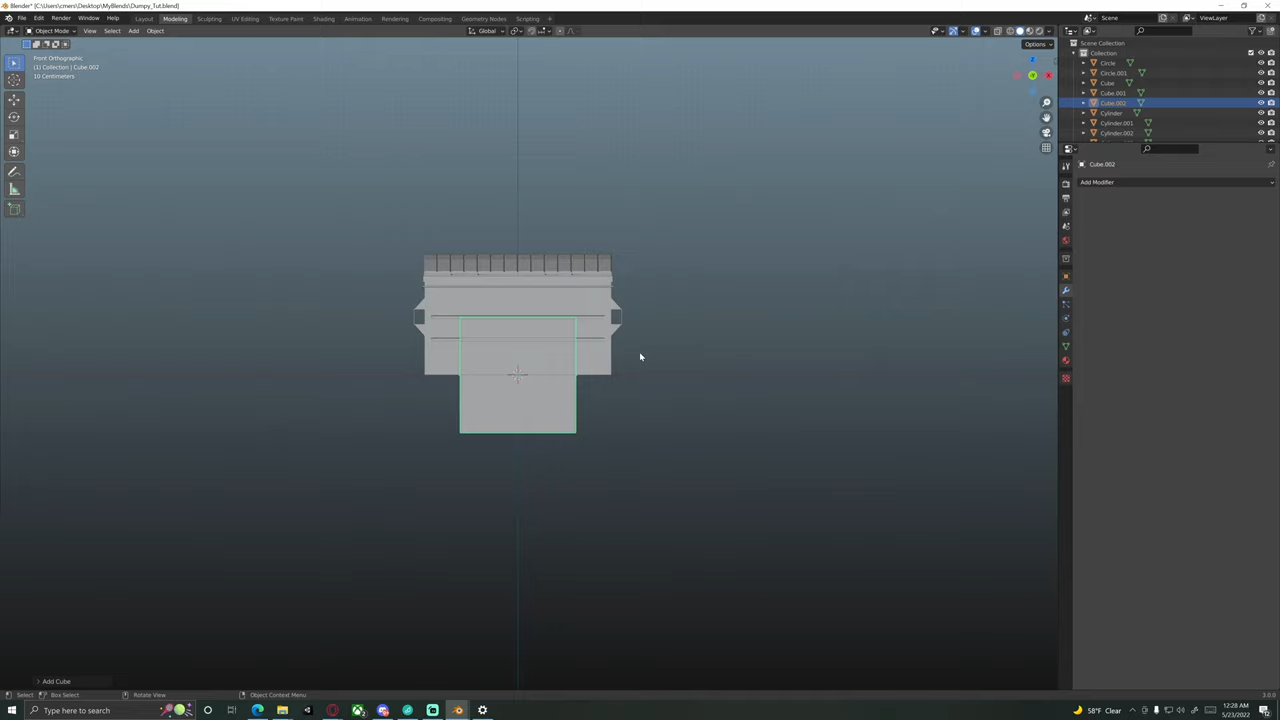 Blender* [C:\Users\cmers\Desktop\MyBlends\Dumpy_Tut.blend]
File Edit Render Window Help Layout Modeling Sculpting UV Editing Texture Paint Shading Animation Rendering Compositing Geometry Nodes Scripting + Scene ViewLayer
Object Mode View Select Add Object Global
Options
Front Orthographic
(1) Collection | Cube.002
10 Centimeters
Z
X
Y
Scene Collection
Collection
Circle
Circle.001
Cube
Cube.001
Cube.002
Cylinder
Cylinder.001
Cylinder.002
Cube.002
Add Modifier
Add Cube
Select Box Select Rotate View Object Context Menu 3.0.0
Type here to search
58°F Clear
12:28 AM
5/23/2022